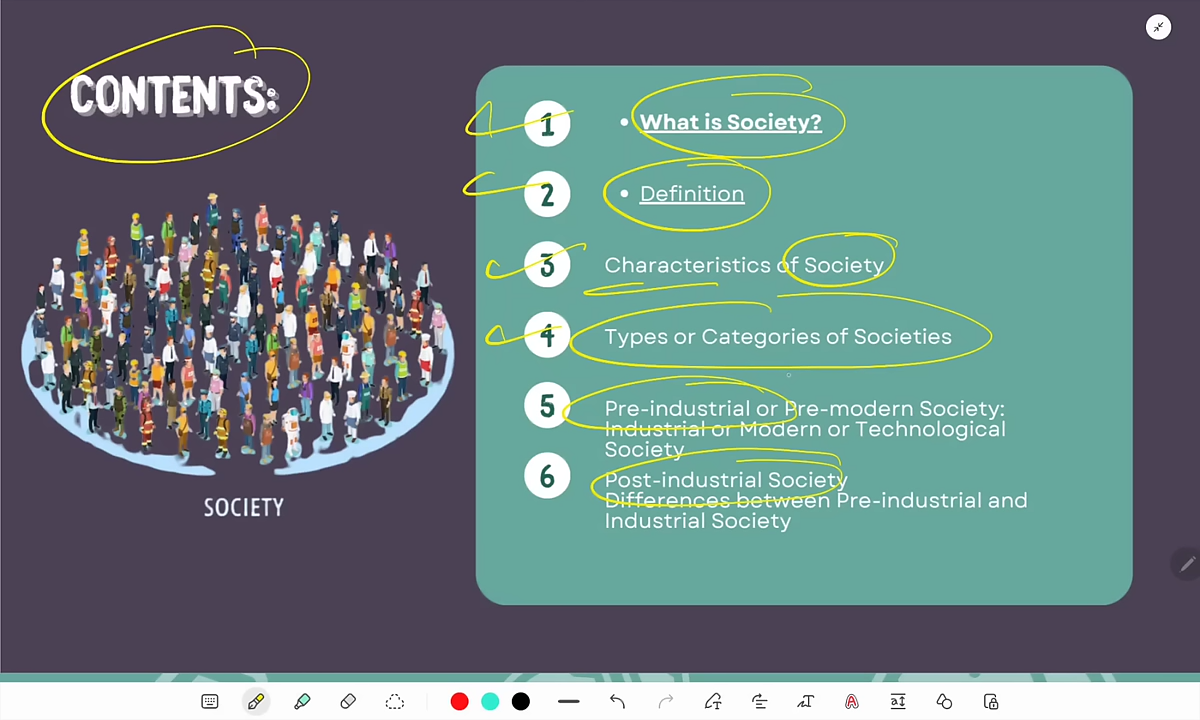 CONTENTS:
SOCIETY
1
• What is Society?
2
• Definition
3
Characteristics of Society
4
Types or Categories of Societies
5
Pre-industrial or Pre-modern Society:
Industrial or Modern or Technological
Society
6
Post-industrial Society
Differences between Pre-industrial and
Industrial Society